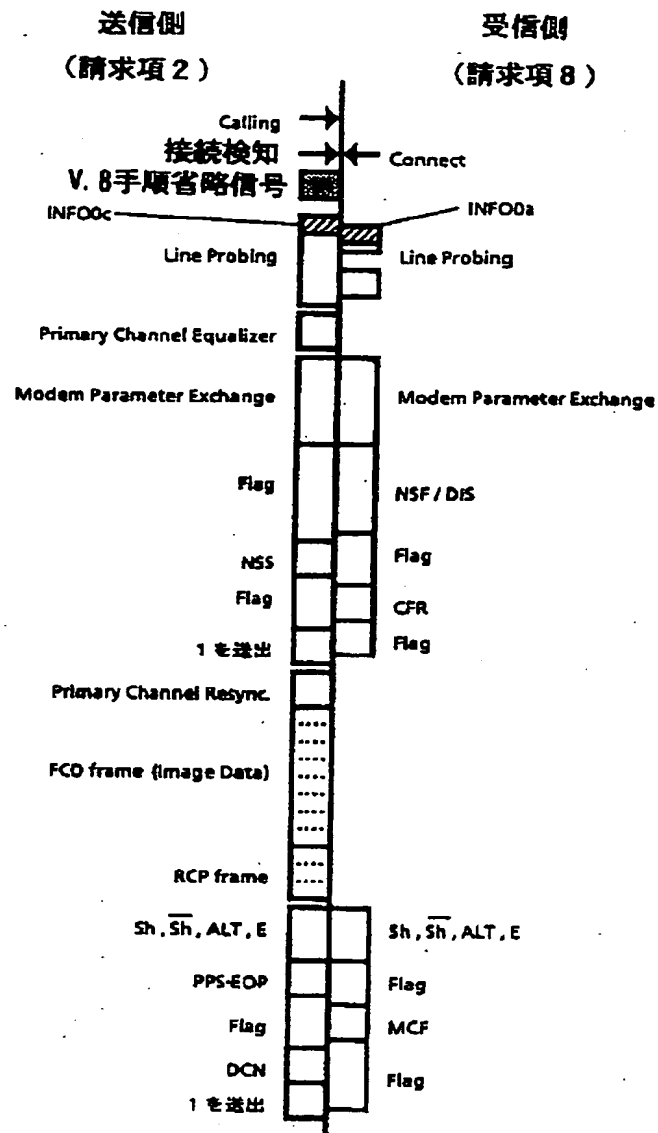 送信側
(請求項2)
受信側
(請求項8)
Calling
接続検知
Connect
V. 8手順省略信号
INFO0c
INFO0a
Line Probing
Line Probing
Primary Channel Equalizer
Modem Parameter Exchange
Modem Parameter Exchange
Flag
NSF / DIS
NSS
Flag
Flag
CFR
1を送出
Flag
Primary Channel Resync.
FCD frame (Image Data)
RCP frame
Sh, S̅h̅, ALT, E
Sh, S̅h̅, ALT, E
PPS-EOP
Flag
Flag
MCF
DCN
Flag
1を送出